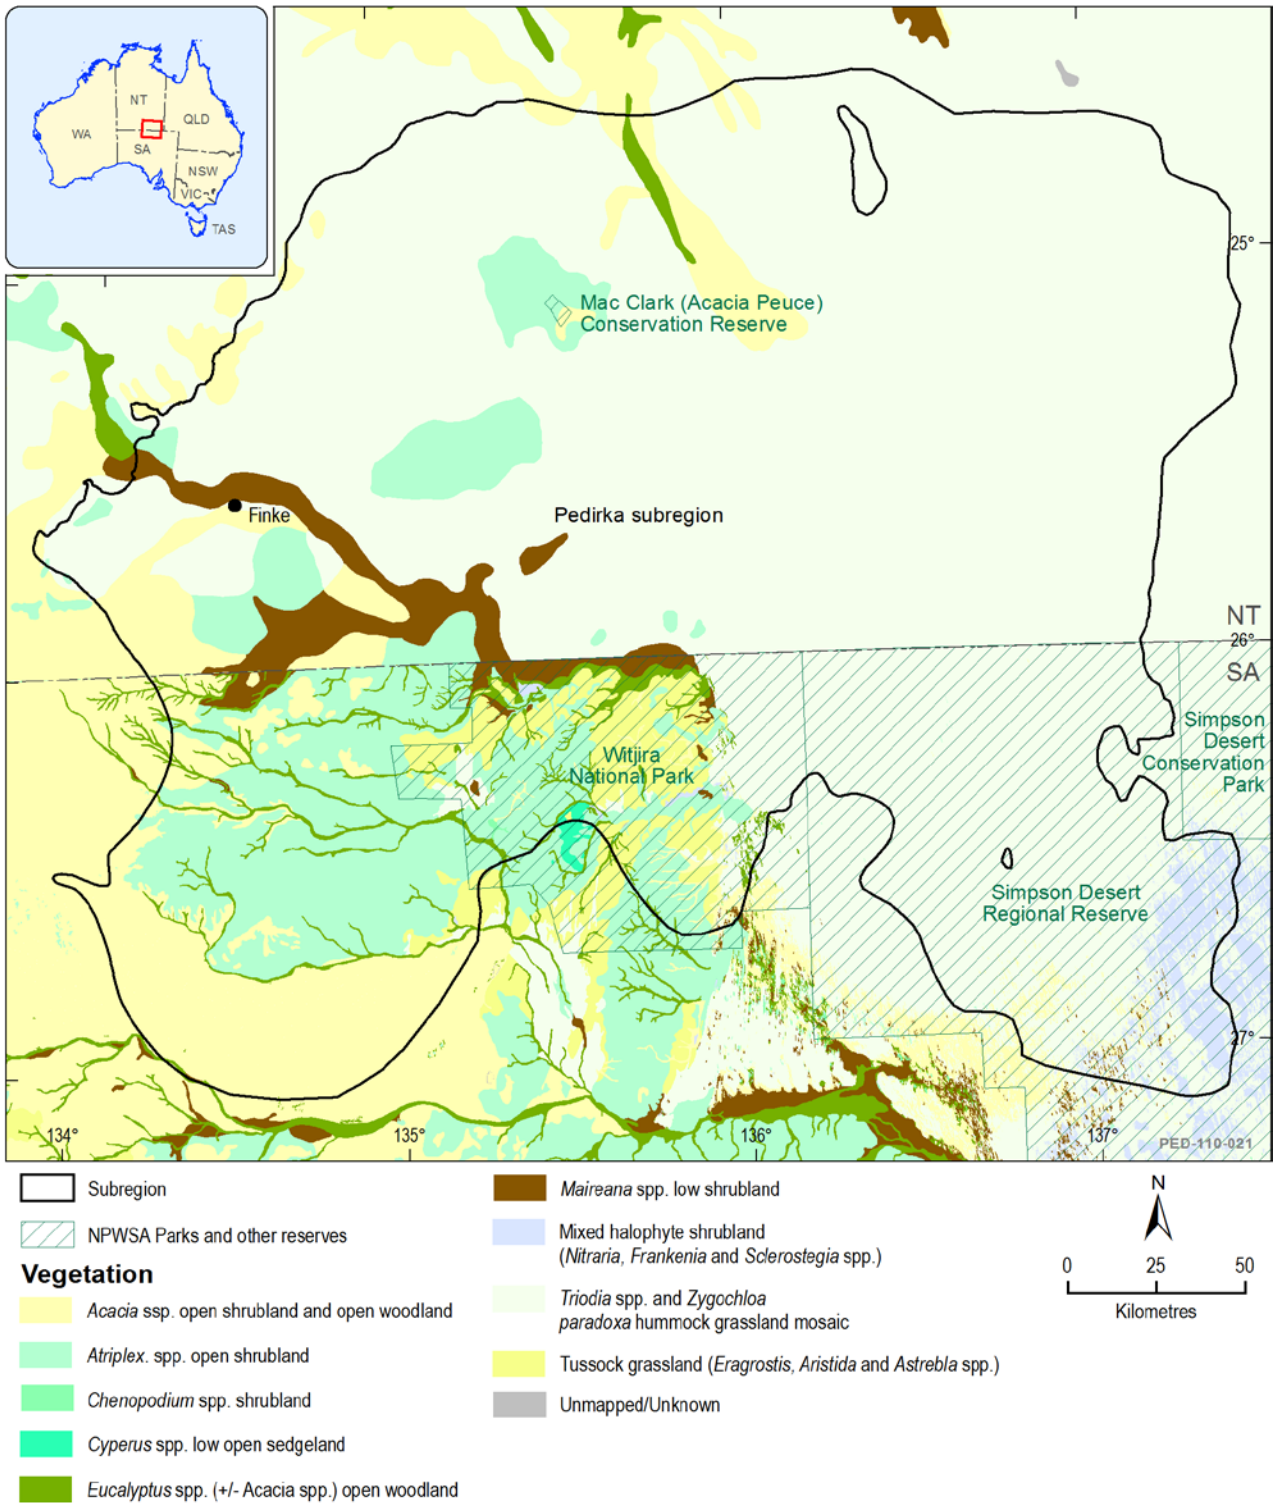 NT
WA
QLD
SA
NSW
VIC
TAS
25°
Mac Clark (Acacia Peuce)
Conservation Reserve
Finke
Pedirka subregion
NT
26°
SA
Simpson
Desert
Conservation
Park
Witjira
National Park
Simpson Desert
Regional Reserve
27°
134°
135°
136°
137°
PED-110-021
Subregion
NPWSA Parks and other reserves
Vegetation
Acacia ssp. open shrubland and open woodland
Atriplex. spp. open shrubland
Chenopodium spp. shrubland
Cyperus spp. low open sedgeland
Eucalyptus spp. (+/- Acacia spp.) open woodland
Maireana spp. low shrubland
Mixed halophyte shrubland
(Nitraria, Frankenia and Sclerostegia spp.)
Triodia spp. and Zygochloa
paradoxa hummock grassland mosaic
Tussock grassland (Eragrostis, Aristida and Astrebla spp.)
Unmapped/Unknown
N
0 25 50
Kilometres